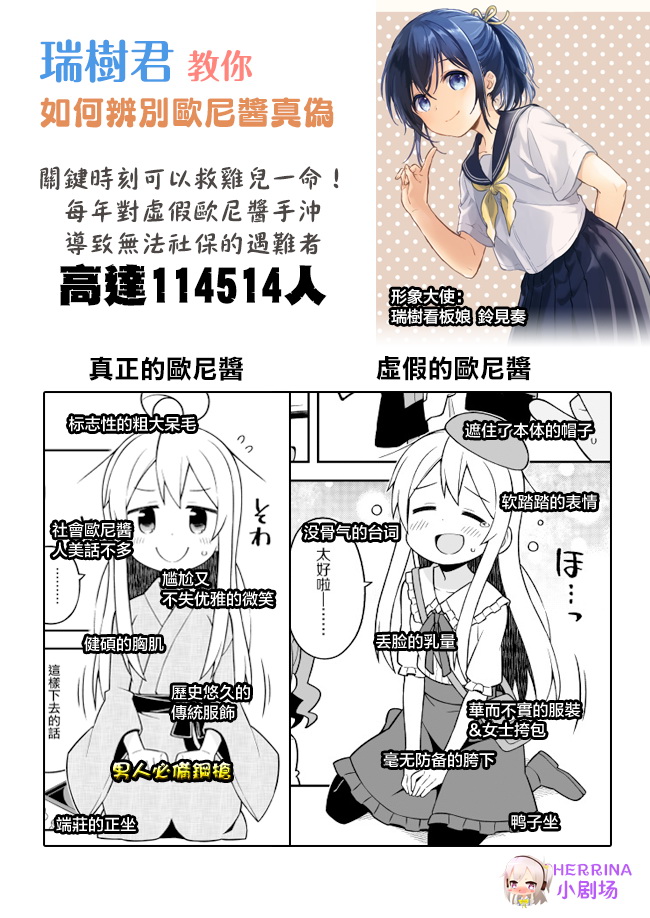 瑞樹君 教你
如何辨別歐尼醬真偽
關鍵時刻可以救雞兒一命！
每年對虛假歐尼醬手沖
導致無法社保的遇難者
高達114514人
形象大使:
瑞樹看板娘 鈴見奏
真正的歐尼醬
虛假的歐尼醬
标志性的粗大呆毛
社會歐尼醬
人美話不多
そわ
尴尬又
不失优雅的微笑
健碩的胸肌
歷史悠久的
傳統服飾
這樣下去的話
男人必備鋼槍
端莊的正坐
遮住了本体的帽子
软踏踏的表情
没骨气的台词
太好啦——……
ほ…っ
丢脸的乳量
華而不實的服裝
&女士挎包
毫无防备的胯下
鸭子坐
HERRINA
小剧场